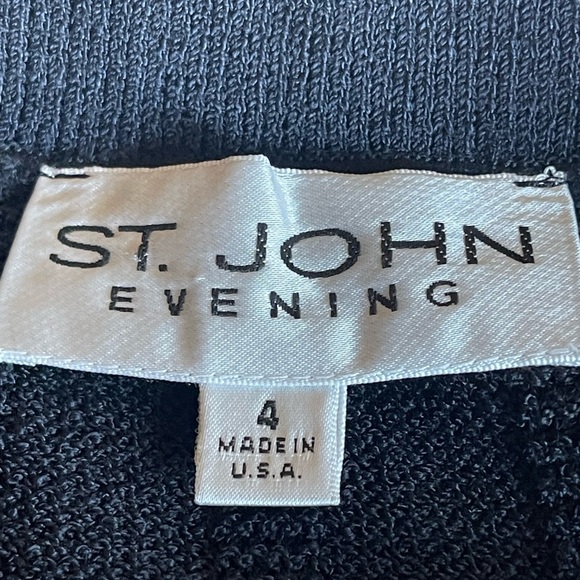 ST. JOHN
EVENING
4
MADE IN
U.S.A.